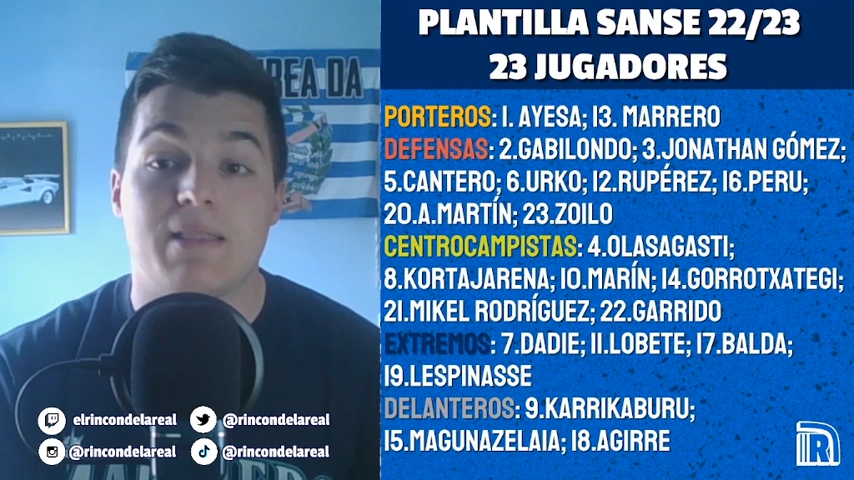 PLANTILLA SANSE 22/23
23 JUGADORES
PORTEROS: 1. AYESA; 13. MARRERO
DEFENSAS: 2.GABILONDO; 3.JONATHAN GÓMEZ;
5.CANTERO; 6.URKO; 12.RUPÉREZ; 16.PERU;
20.A.MARTÍN; 23.ZOILO
CENTROCAMPISTAS: 4.OLASAGASTI;
8.KORTAJARENA; 10.MARÍN; 14.GORROTXATEGI;
21.MIKEL RODRÍGUEZ; 22.GARRIDO
EXTREMOS: 7.DADIE; 11.LOBETE; 17.BALDA;
19.LESPINASSE
DELANTEROS: 9.KARRIKABURU;
15.MAGUNAZELAIA; 18.AGIRRE
REA DA
elrincondelareal
@rincondelareal
@rincondelareal
@rincondelareal
R